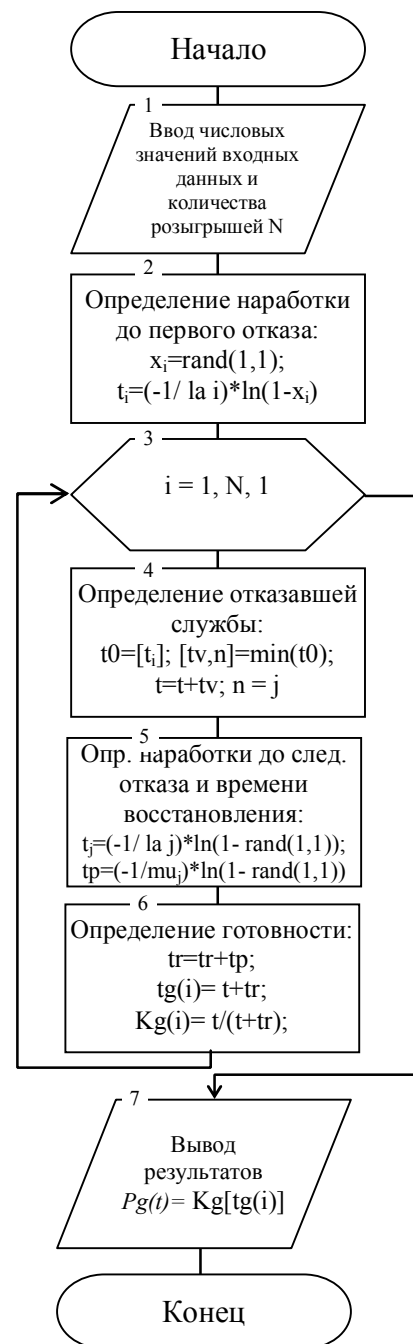 Начало
1
Ввод числовых
значений входных
данных и
количества
розыгрышей N
2
Определение наработки
до первого отказа:
xᵢ=rand(1,1);
tᵢ=(-1/ la i)*ln(1-xᵢ)
3
i = 1, N, 1
4
Определение отказавшей
службы:
t0=[tᵢ]; [tv,n]=min(t0);
t=t+tv; n = j
5
Опр. наработки до след.
отказа и времени
восстановления:
tⱼ=(-1/ la j)*ln(1- rand(1,1));
tp=(-1/muⱼ)*ln(1- rand(1,1))
6
Определение готовности:
tr=tr+tp;
tg(i)= t+tr;
Kg(i)= t/(t+tr);
7
Вывод
результатов
Pg(t)= Kg[tg(i)]
Конец